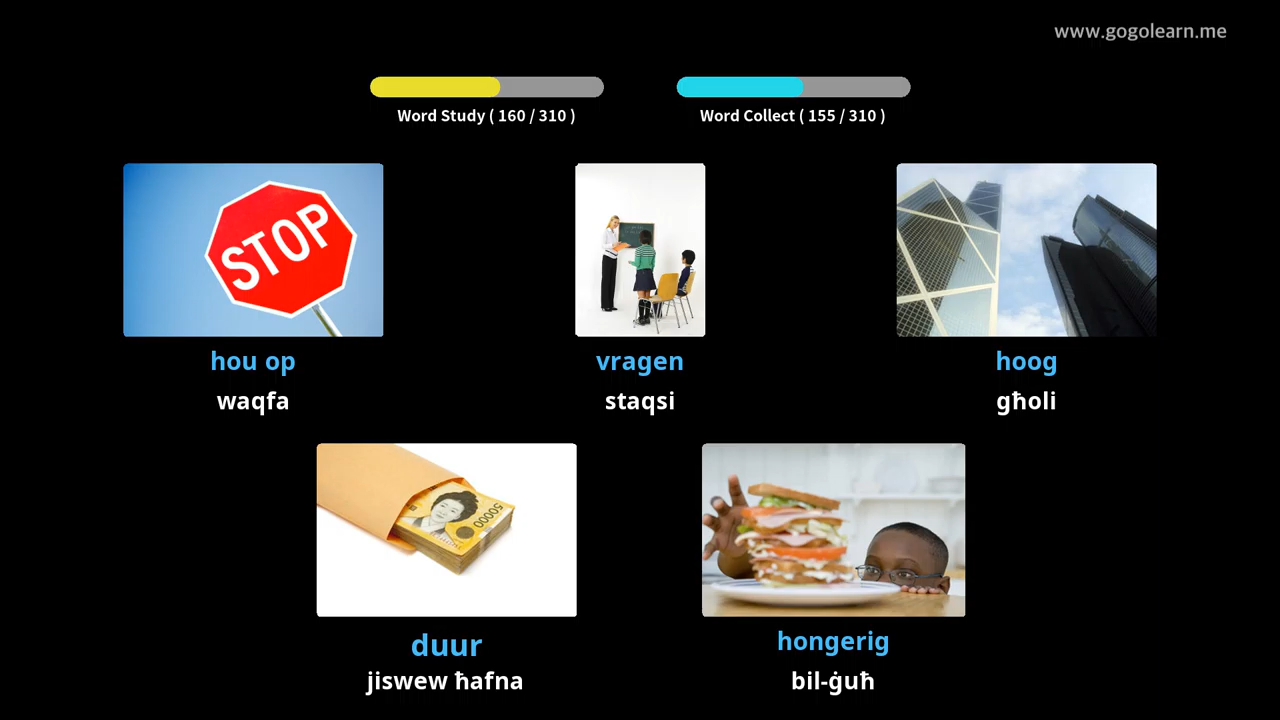 www.gogolearn.me
Word Study ( 160 / 310 )
Word Collect ( 155 / 310 )
STOP
hou op
waqfa
vragen
staqsi
hoog
għoli
50000
duur
jiswew ħafna
hongerig
bil-ġuħ